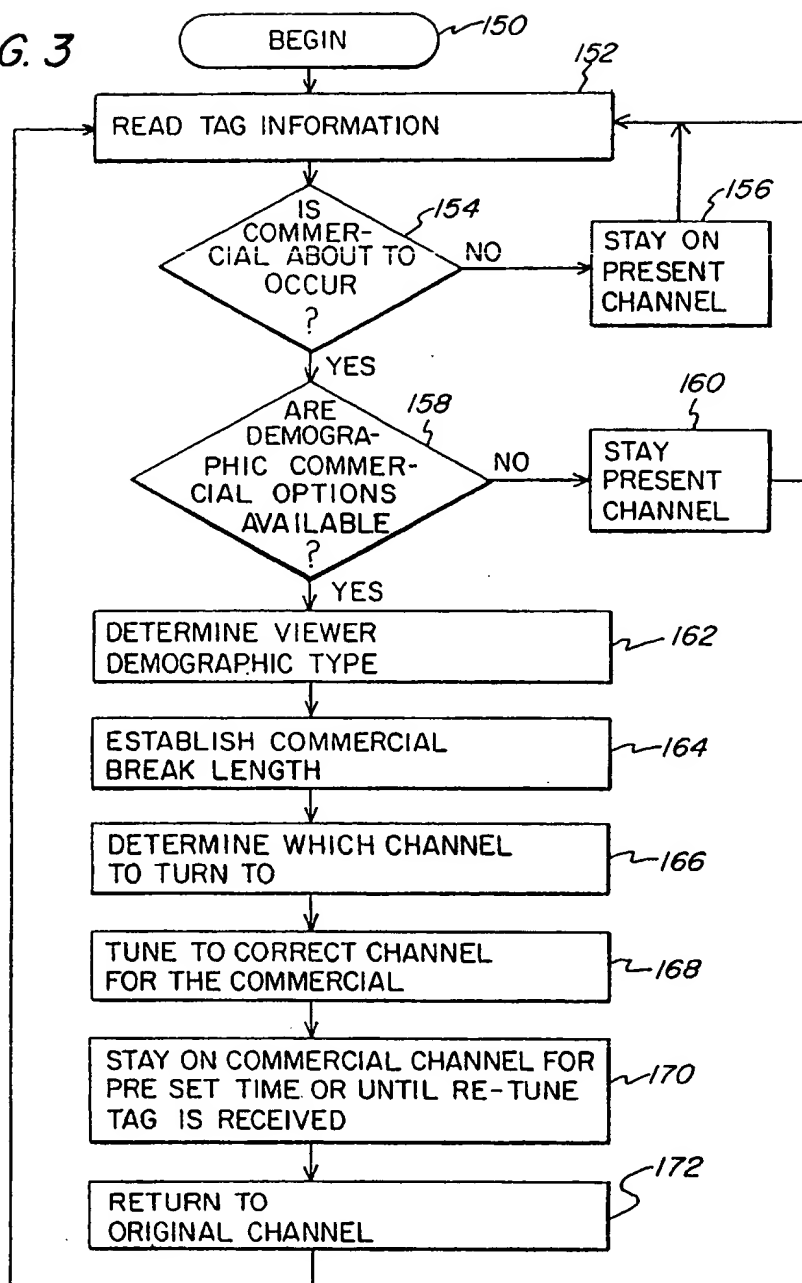 G. 3
BEGIN
150
152
READ TAG INFORMATION
154
IS
COMMER-
CIAL ABOUT TO
OCCUR
?
NO
156
STAY ON
PRESENT
CHANNEL
YES
158
ARE
DEMOGRA-
PHIC COMMER-
CIAL OPTIONS
AVAILABLE
?
NO
160
STAY
PRESENT
CHANNEL
YES
DETERMINE VIEWER
DEMOGRAPHIC TYPE
162
ESTABLISH COMMERCIAL
BREAK LENGTH
164
DETERMINE WHICH CHANNEL
TO TURN TO
166
TUNE TO CORRECT CHANNEL
FOR THE COMMERCIAL
168
STAY ON COMMERCIAL CHANNEL FOR
PRE SET TIME OR UNTIL RE-TUNE
TAG IS RECEIVED
170
RETURN TO
ORIGINAL CHANNEL
172